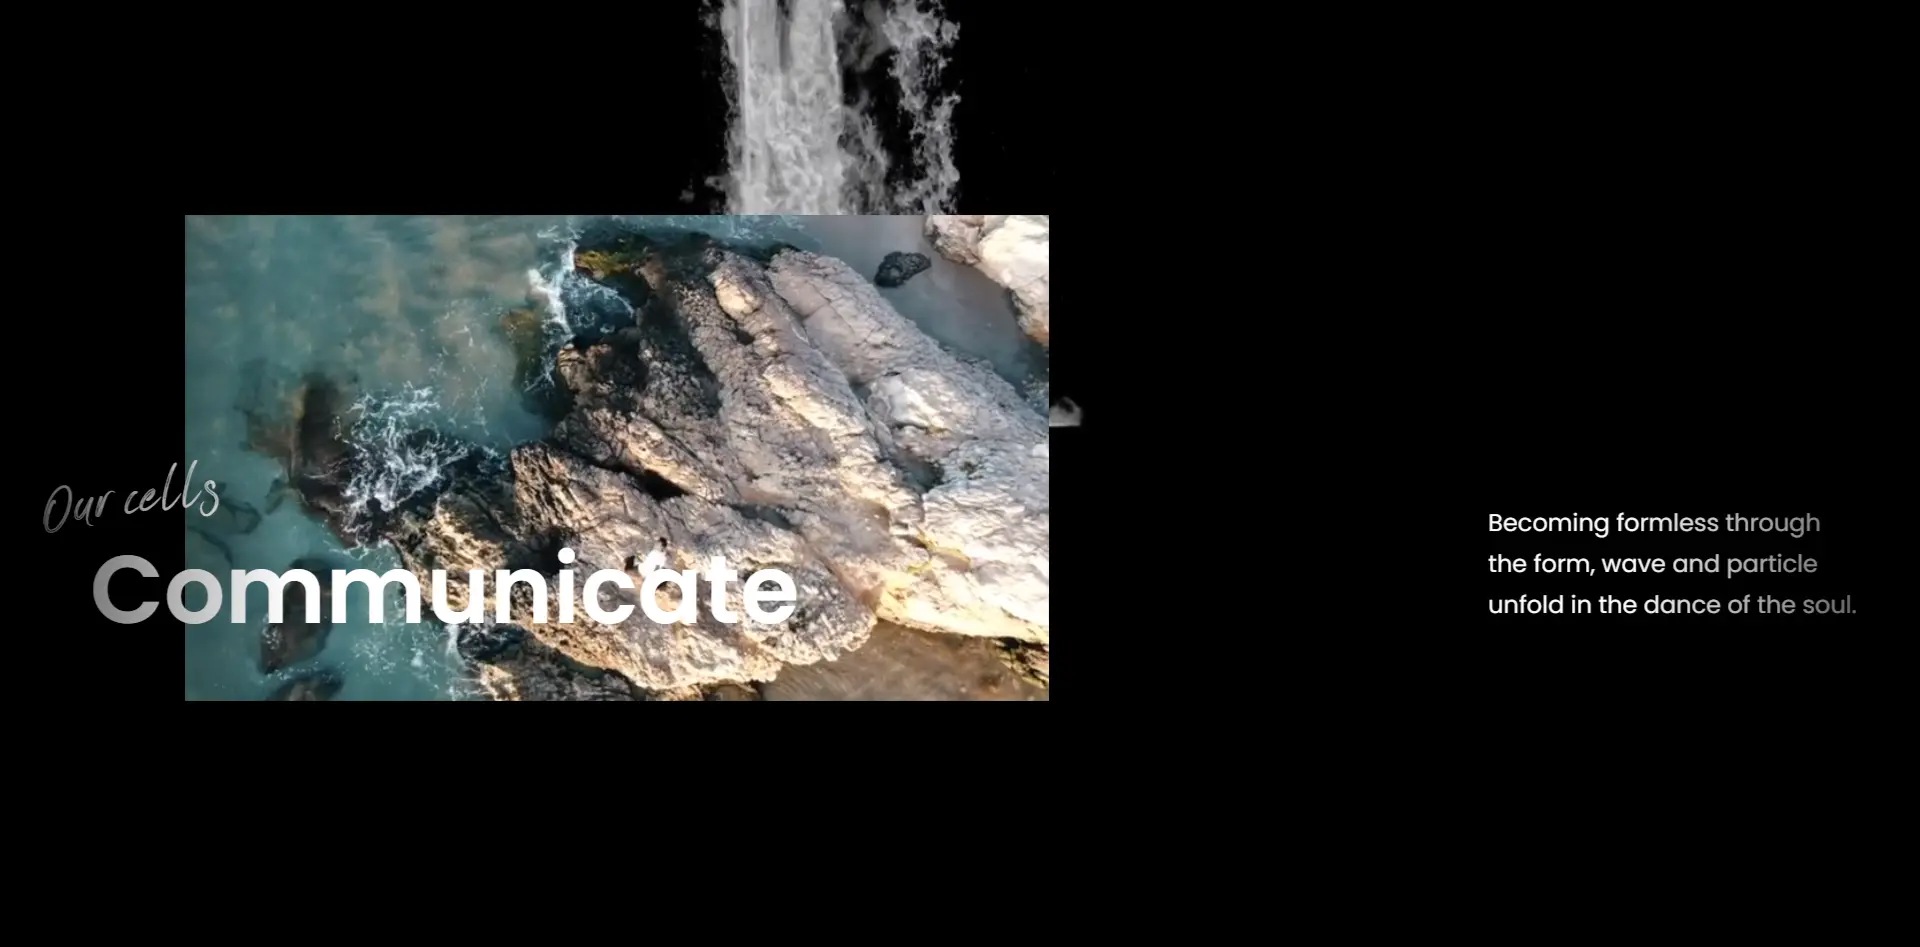 Our cells
Communicate
Becoming formless through
the form, wave and particle
unfold in the dance of the soul.